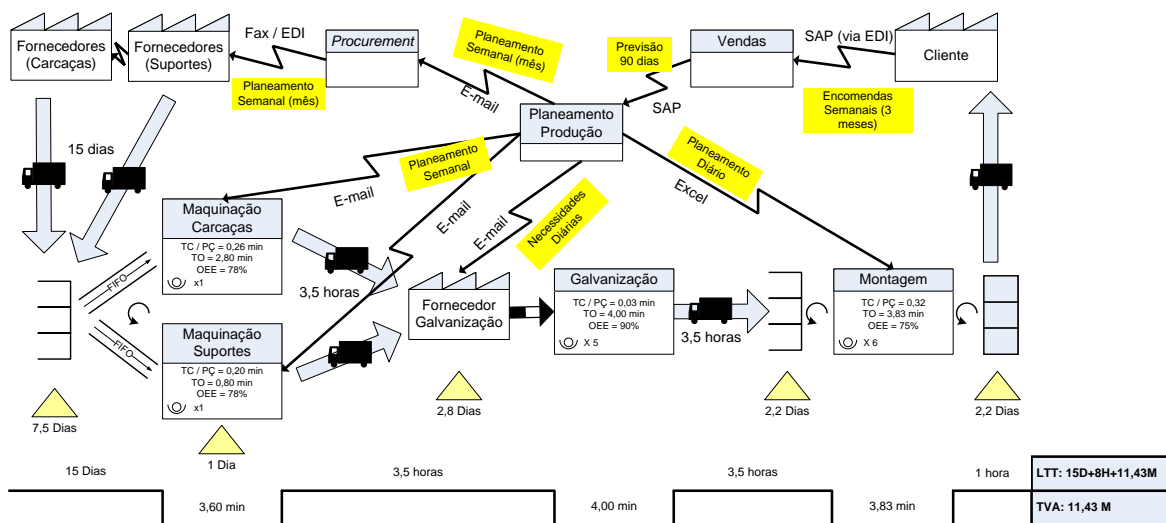 Fornecedores
(Carcaças)
Fornecedores
(Suportes)
Fax / EDI
Planeamento
Semanal (mês)
Procurement
Planeamento
Semanal (mês)
E-mail
Previsão
90 dias
SAP
Vendas
SAP (via EDI)
Encomendas
Semanais (3
meses)
Cliente
Planeamento
Produção
15 dias
Planeamento
Semanal
E-mail
E-mail
E-mail
Necessidades
Diárias
Planeamento
Diário
Excel
FIFO
FIFO
Maquinação
Carcaças
TC / PÇ = 0,26 min
TO = 2,80 min
OEE = 78%
x1
3,5 horas
Maquinação
Suportes
TC / PÇ = 0,20 min
TO = 0,80 min
OEE = 78%
x1
Fornecedor
Galvanização
Galvanização
TC / PÇ = 0,03 min
TO = 4,00 min
OEE = 90%
X 5
3,5 horas
Montagem
TC / PÇ = 0,32
TO = 3,83 min
OEE = 75%
X 6
7,5 Dias
1 Dia
2,8 Dias
2,2 Dias
2,2 Dias
15 Dias
3,5 horas
3,5 horas
1 hora
LTT: 15D+8H+11,43M
3,60 min
4,00 min
3,83 min
TVA: 11,43 M